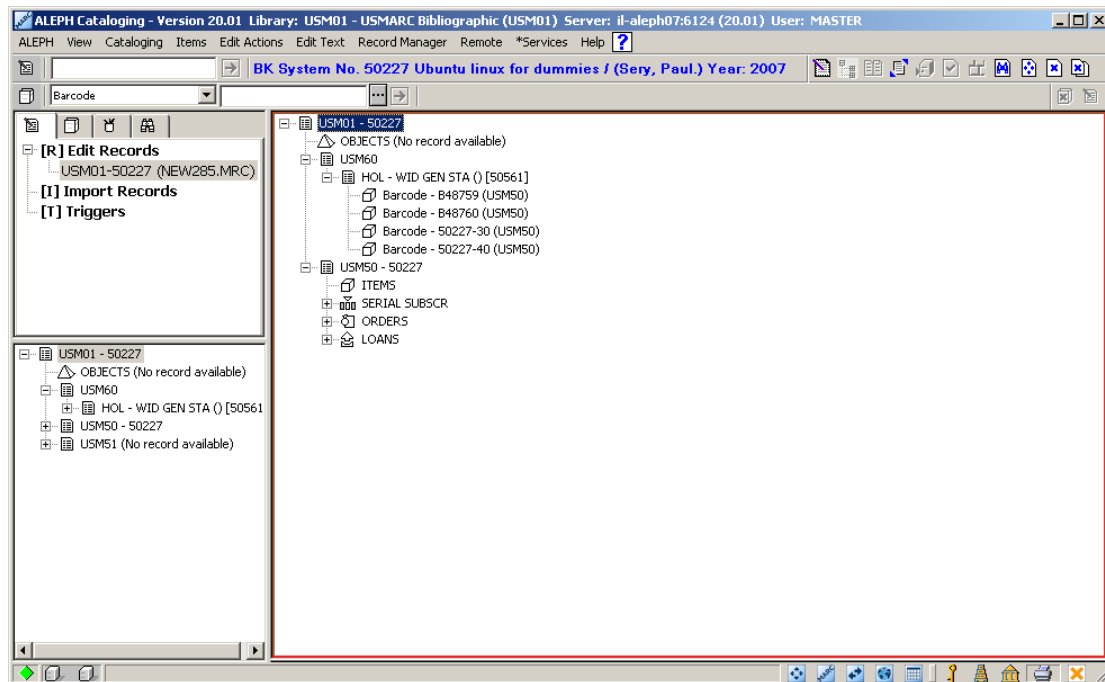 ALEPH Cataloging - Version 20.01 Library: USM01 - USMARC Bibliographic (USM01) Server: il-aleph07:6124 (20.01) User: MASTER
ALEPH View Cataloging Items Edit Actions Edit Text Record Manager Remote *Services Help ?
BK System No. 50227 Ubuntu linux for dummies / (Sery, Paul.) Year: 2007
Barcode
[R] Edit Records
USM01-50227 (NEW285.MRC)
[I] Import Records
[T] Triggers
USM01 - 50227
OBJECTS (No record available)
USM60
HOL - WID GEN STA () [50561
USM50 - 50227
USM51 (No record available)
USM01 - 50227
OBJECTS (No record available)
USM60
HOL - WID GEN STA () [50561]
Barcode - B48759 (USM50)
Barcode - B48760 (USM50)
Barcode - 50227-30 (USM50)
Barcode - 50227-40 (USM50)
USM50 - 50227
ITEMS
SERIAL SUBSCR
ORDERS
LOANS